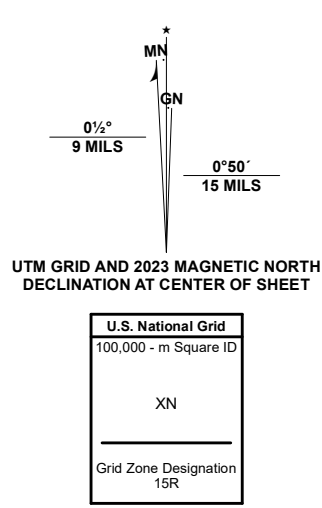 ★
MN
GN
0½°
9 MILS
0°50´
15 MILS
UTM GRID AND 2023 MAGNETIC NORTH
DECLINATION AT CENTER OF SHEET
U.S. National Grid
100,000 - m Square ID
XN
Grid Zone Designation
15R